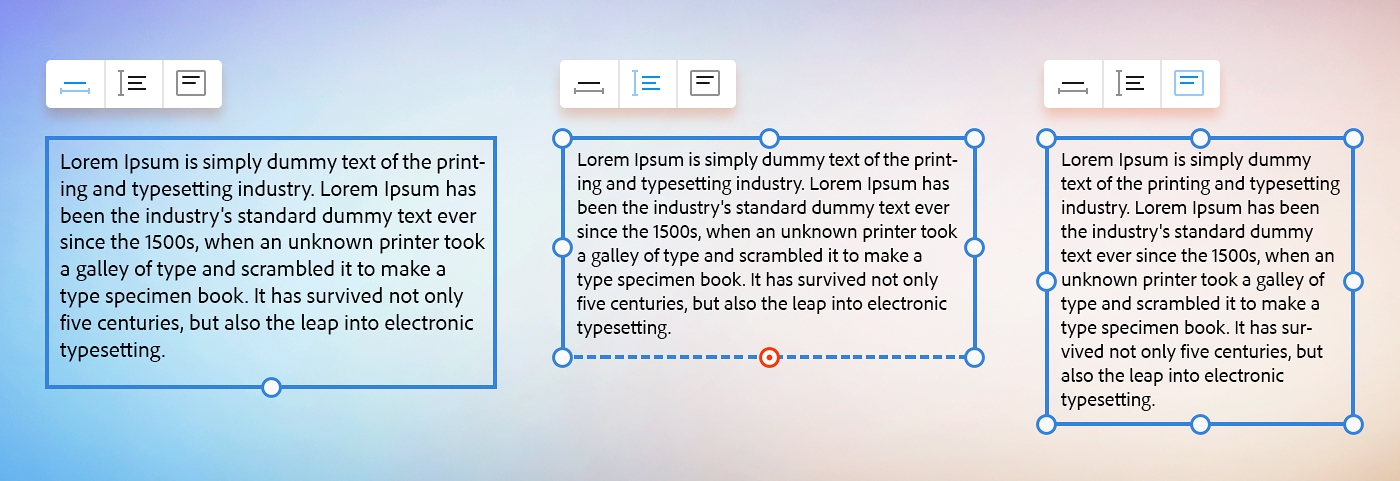 Lorem Ipsum is simply dummy text of the print-
ing and typesetting industry. Lorem Ipsum has
been the industry's standard dummy text ever
since the 1500s, when an unknown printer took
a galley of type and scrambled it to make a
type specimen book. It has survived not only
five centuries, but also the leap into electronic
typesetting.
Lorem Ipsum is simply dummy text of the print-
ing and typesetting industry. Lorem Ipsum has
been the industry's standard dummy text ever
since the 1500s, when an unknown printer took
a galley of type and scrambled it to make a
type specimen book. It has survived not only
five centuries, but also the leap into electronic
typesetting.
Lorem Ipsum is simply dummy
text of the printing and typesetting
industry. Lorem Ipsum has been
the industry's standard dummy
text ever since the 1500s, when an
unknown printer took a galley of
type and scrambled it to make a
type specimen book. It has sur-
vived not only five centuries, but
also the leap into electronic
typesetting.